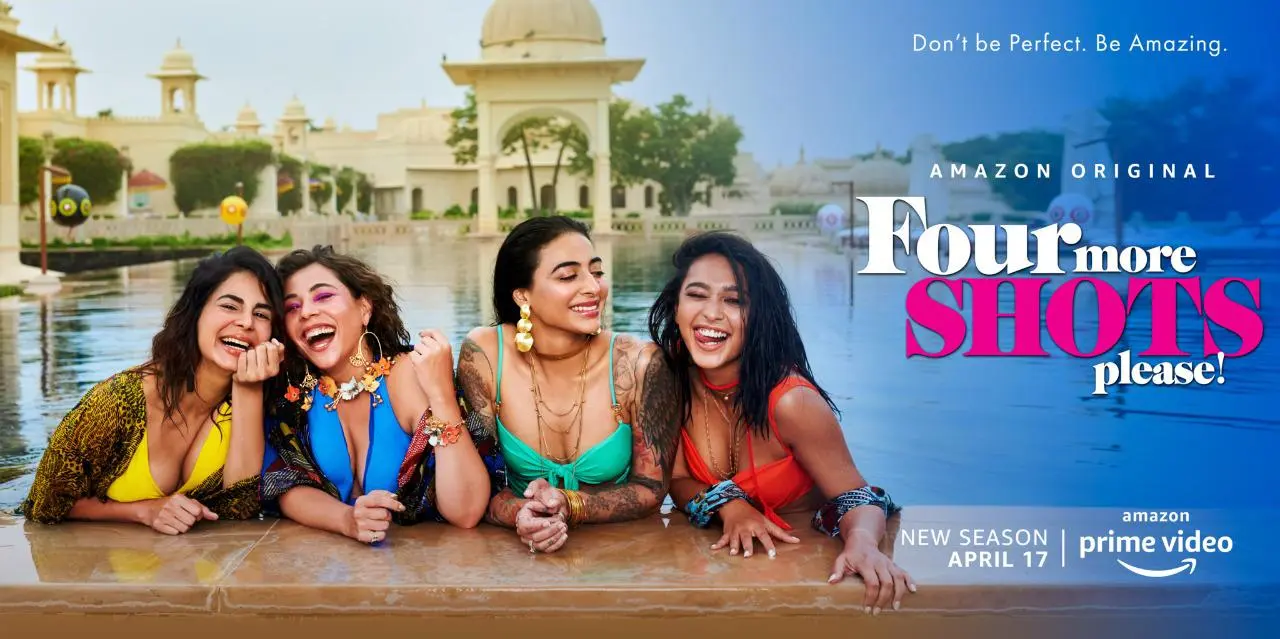 Don't be Perfect. Be Amazing.
AMAZON ORIGINAL
Four more
SHOTS
please!
NEW SEASON
APRIL 17
amazon
prime video